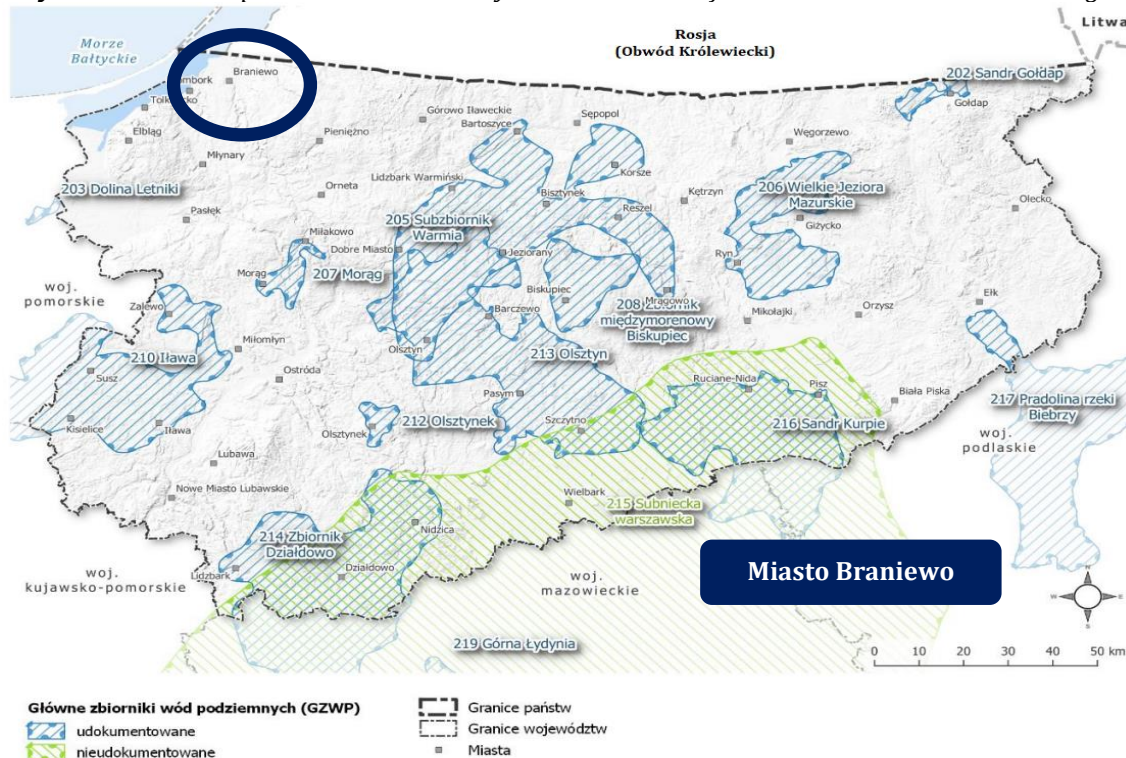 Morze
Bałtyckie
Rosja
(Obwód Królewiecki)
Litwa
Braniewo
Tolkmicko
Elbląg
Młynary
Pieniężno
Górowo Iławeckie
Bartoszyce
Sępopol
Węgorzewo
202 Sandr Gołdap
Gołdap
203 Dolina Letniki
Pasłęk
Orneta
Lidzbark Warmiński
Korsze
Kętrzyn
Bisztynek
Reszel
206 Wielkie Jeziora
Mazurskie
Giżycko
Olecko
205 Subzbiornik
Warmia
Miłakowo
Dobre Miasto
Jeziorany
Ryn
Morąg
207 Morąg
Biskupiec
208 Zbiornik
międzymorenowy
Biskupiec
Mrągowo
Mikołajki
Orzysz
Ełk
woj.
pomorskie
Zalewo
Barczewo
Olsztyn
213 Olsztyn
210 Iława
Miłomłyn
Susz
Ostróda
Pasym
Ruciane-Nida
Pisz
Biała Piska
217 Pradolina rzeki
Biebrzy
Kisielice
Iława
Olsztynek
212 Olsztynek
Szczytno
216 Sandr Kurpie
woj.
podlaskie
Lubawa
Nowe Miasto Lubawskie
Wielbark
215 Subniecka
warszawska
Nidzica
214 Zbiornik
Działdowo
Lidzbark
Działdowo
woj.
kujawsko-pomorskie
woj.
mazowieckie
Miasto Braniewo
219 Górna Łydynia
N
W
E
S
0 10 20 30 40 50 km
Główne zbiorniki wód podziemnych (GZWP)
udokumentowane
nieudokumentowane
Granice państw
Granice województw
Miasta